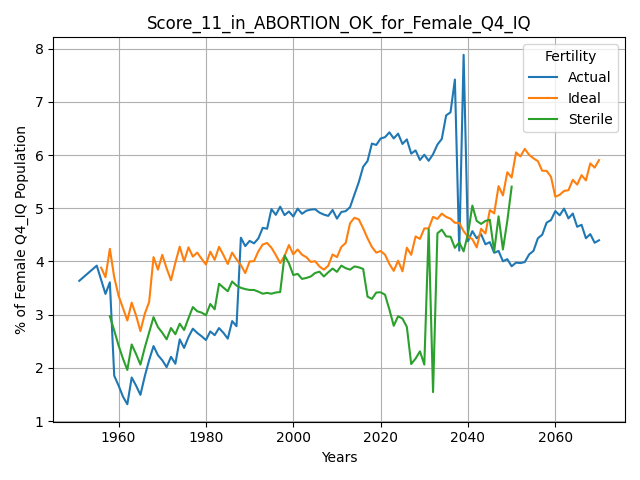 Score_11_in_ABORTION_OK_for_Female_Q4_IQ
Fertility
Actual
Ideal
Sterile
% of Female Q4_IQ Population
8
7
6
5
4
3
2
1
1960 1980 2000 2020 2040 2060
Years